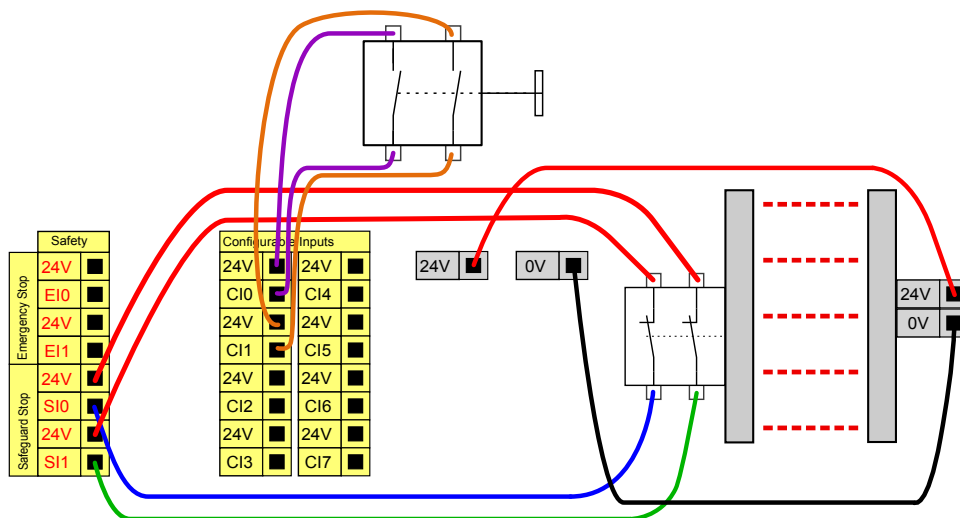 Safety
Emergency Stop
24V
EI0
24V
EI1
Safeguard Stop
24V
SI0
24V
SI1
Configurable Inputs
24V 24V
CI0 CI4
24V 24V
CI1 CI5
24V 24V
CI2 CI6
24V 24V
CI3 CI7
24V
0V
24V
0V